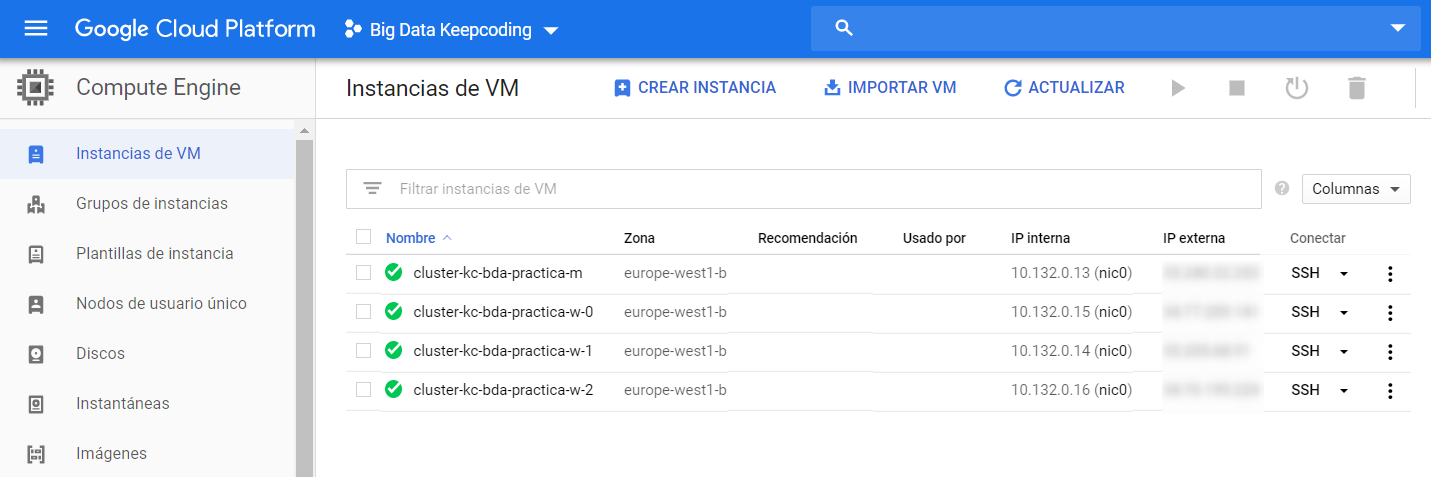 Google Cloud Platform Big Data Keepcoding
Compute Engine
Instancias de VM CREAR INSTANCIA IMPORTAR VM ACTUALIZAR
Instancias de VM
Grupos de instancias
Plantillas de instancia
Nodos de usuario único
Discos
Instantáneas
Imágenes
Filtrar instancias de VM ? Columnas
Nombre Zona Recomendación Usado por IP interna IP externa Conectar
cluster-kc-bda-practica-m europe-west1-b 10.132.0.13 (nic0) SSH
cluster-kc-bda-practica-w-0 europe-west1-b 10.132.0.15 (nic0) SSH
cluster-kc-bda-practica-w-1 europe-west1-b 10.132.0.14 (nic0) SSH
cluster-kc-bda-practica-w-2 europe-west1-b 10.132.0.16 (nic0) SSH